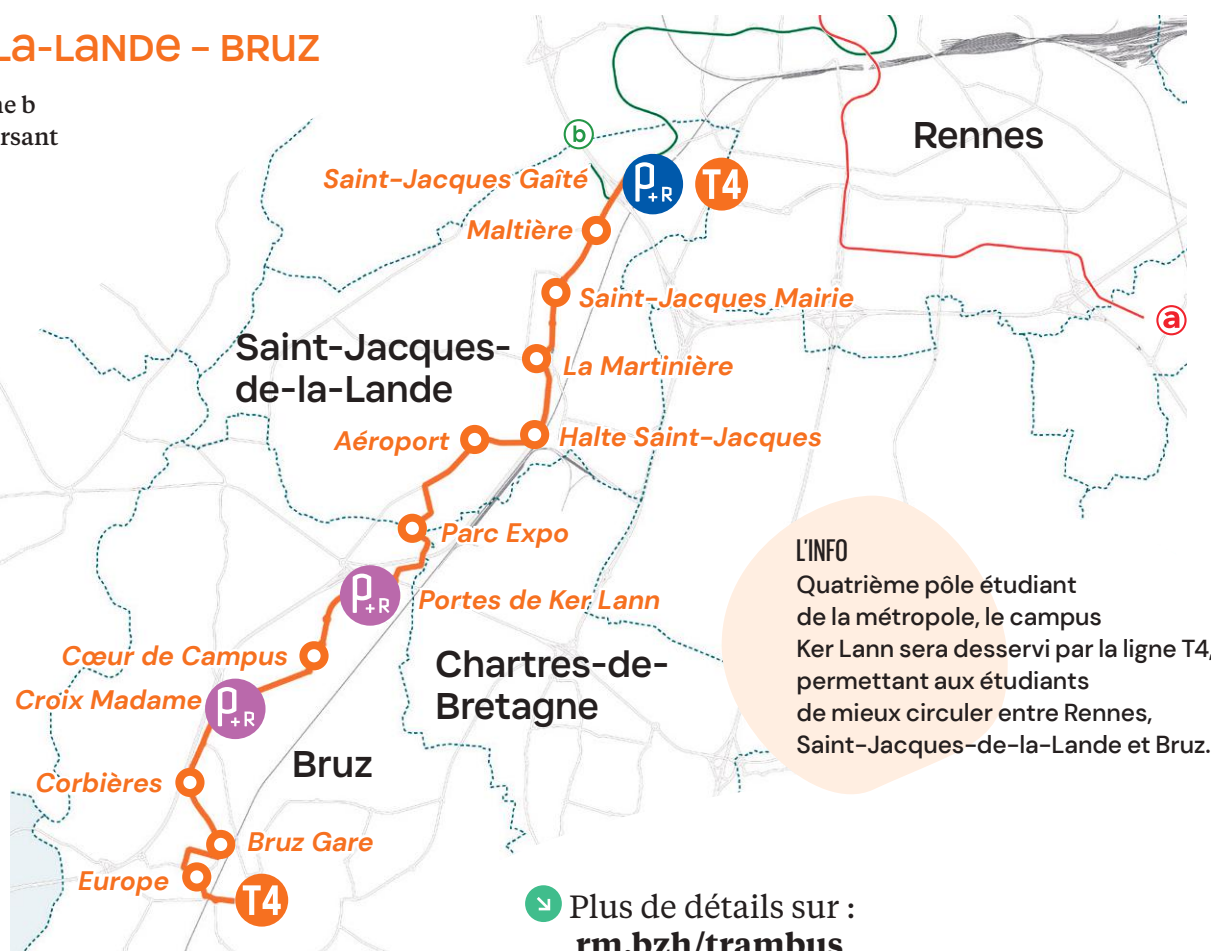 La-Lande – Bruz
ne b
rsant
Rennes
b
Saint-Jacques Gaîté
P+R
T4
Maltière
Saint-Jacques Mairie
a
Saint-Jacques-
de-la-Lande
La Martinière
Aéroport
Halte Saint-Jacques
Parc Expo
L'INFO
Quatrième pôle étudiant
de la métropole, le campus
Ker Lann sera desservi par la ligne T4,
permettant aux étudiants
de mieux circuler entre Rennes,
Saint-Jacques-de-la-Lande et Bruz.
P+R
Portes de Ker Lann
Cœur de Campus
Chartres-de-
Bretagne
Croix Madame
P+R
Bruz
Corbières
Bruz Gare
Europe
T4
Plus de détails sur :
rm.bzh/trambus